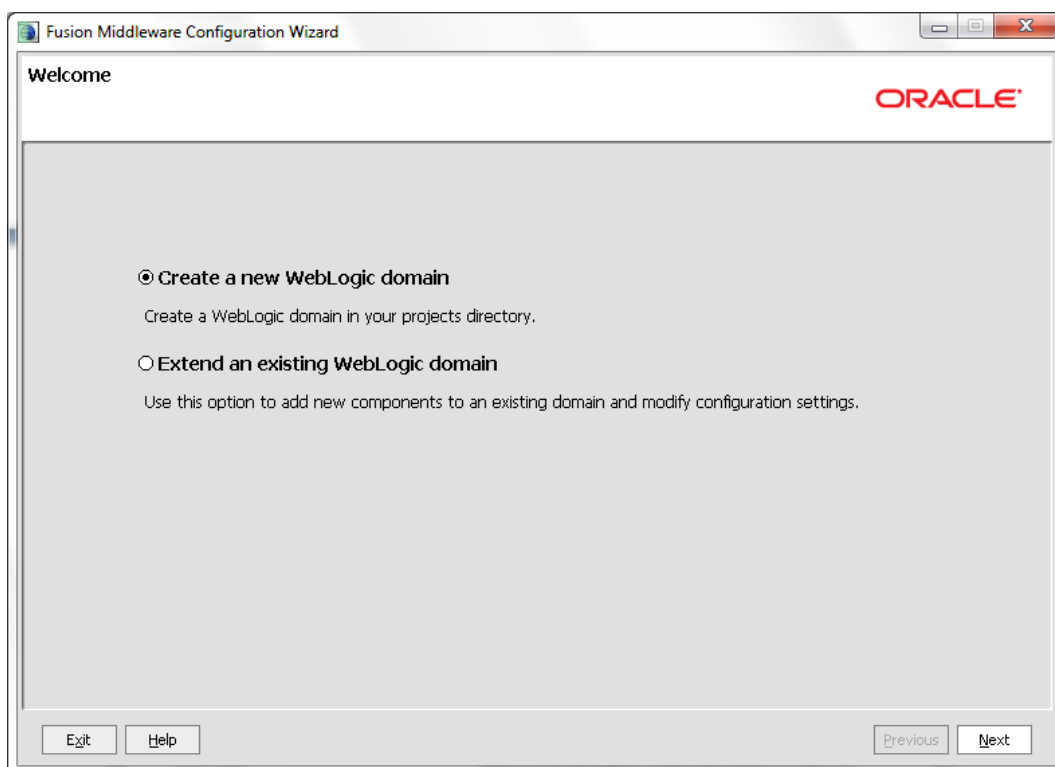 Fusion Middleware Configuration Wizard
Welcome
ORACLE
Create a new WebLogic domain
Create a WebLogic domain in your projects directory.
Extend an existing WebLogic domain
Use this option to add new components to an existing domain and modify configuration settings.
Exit Help Previous Next